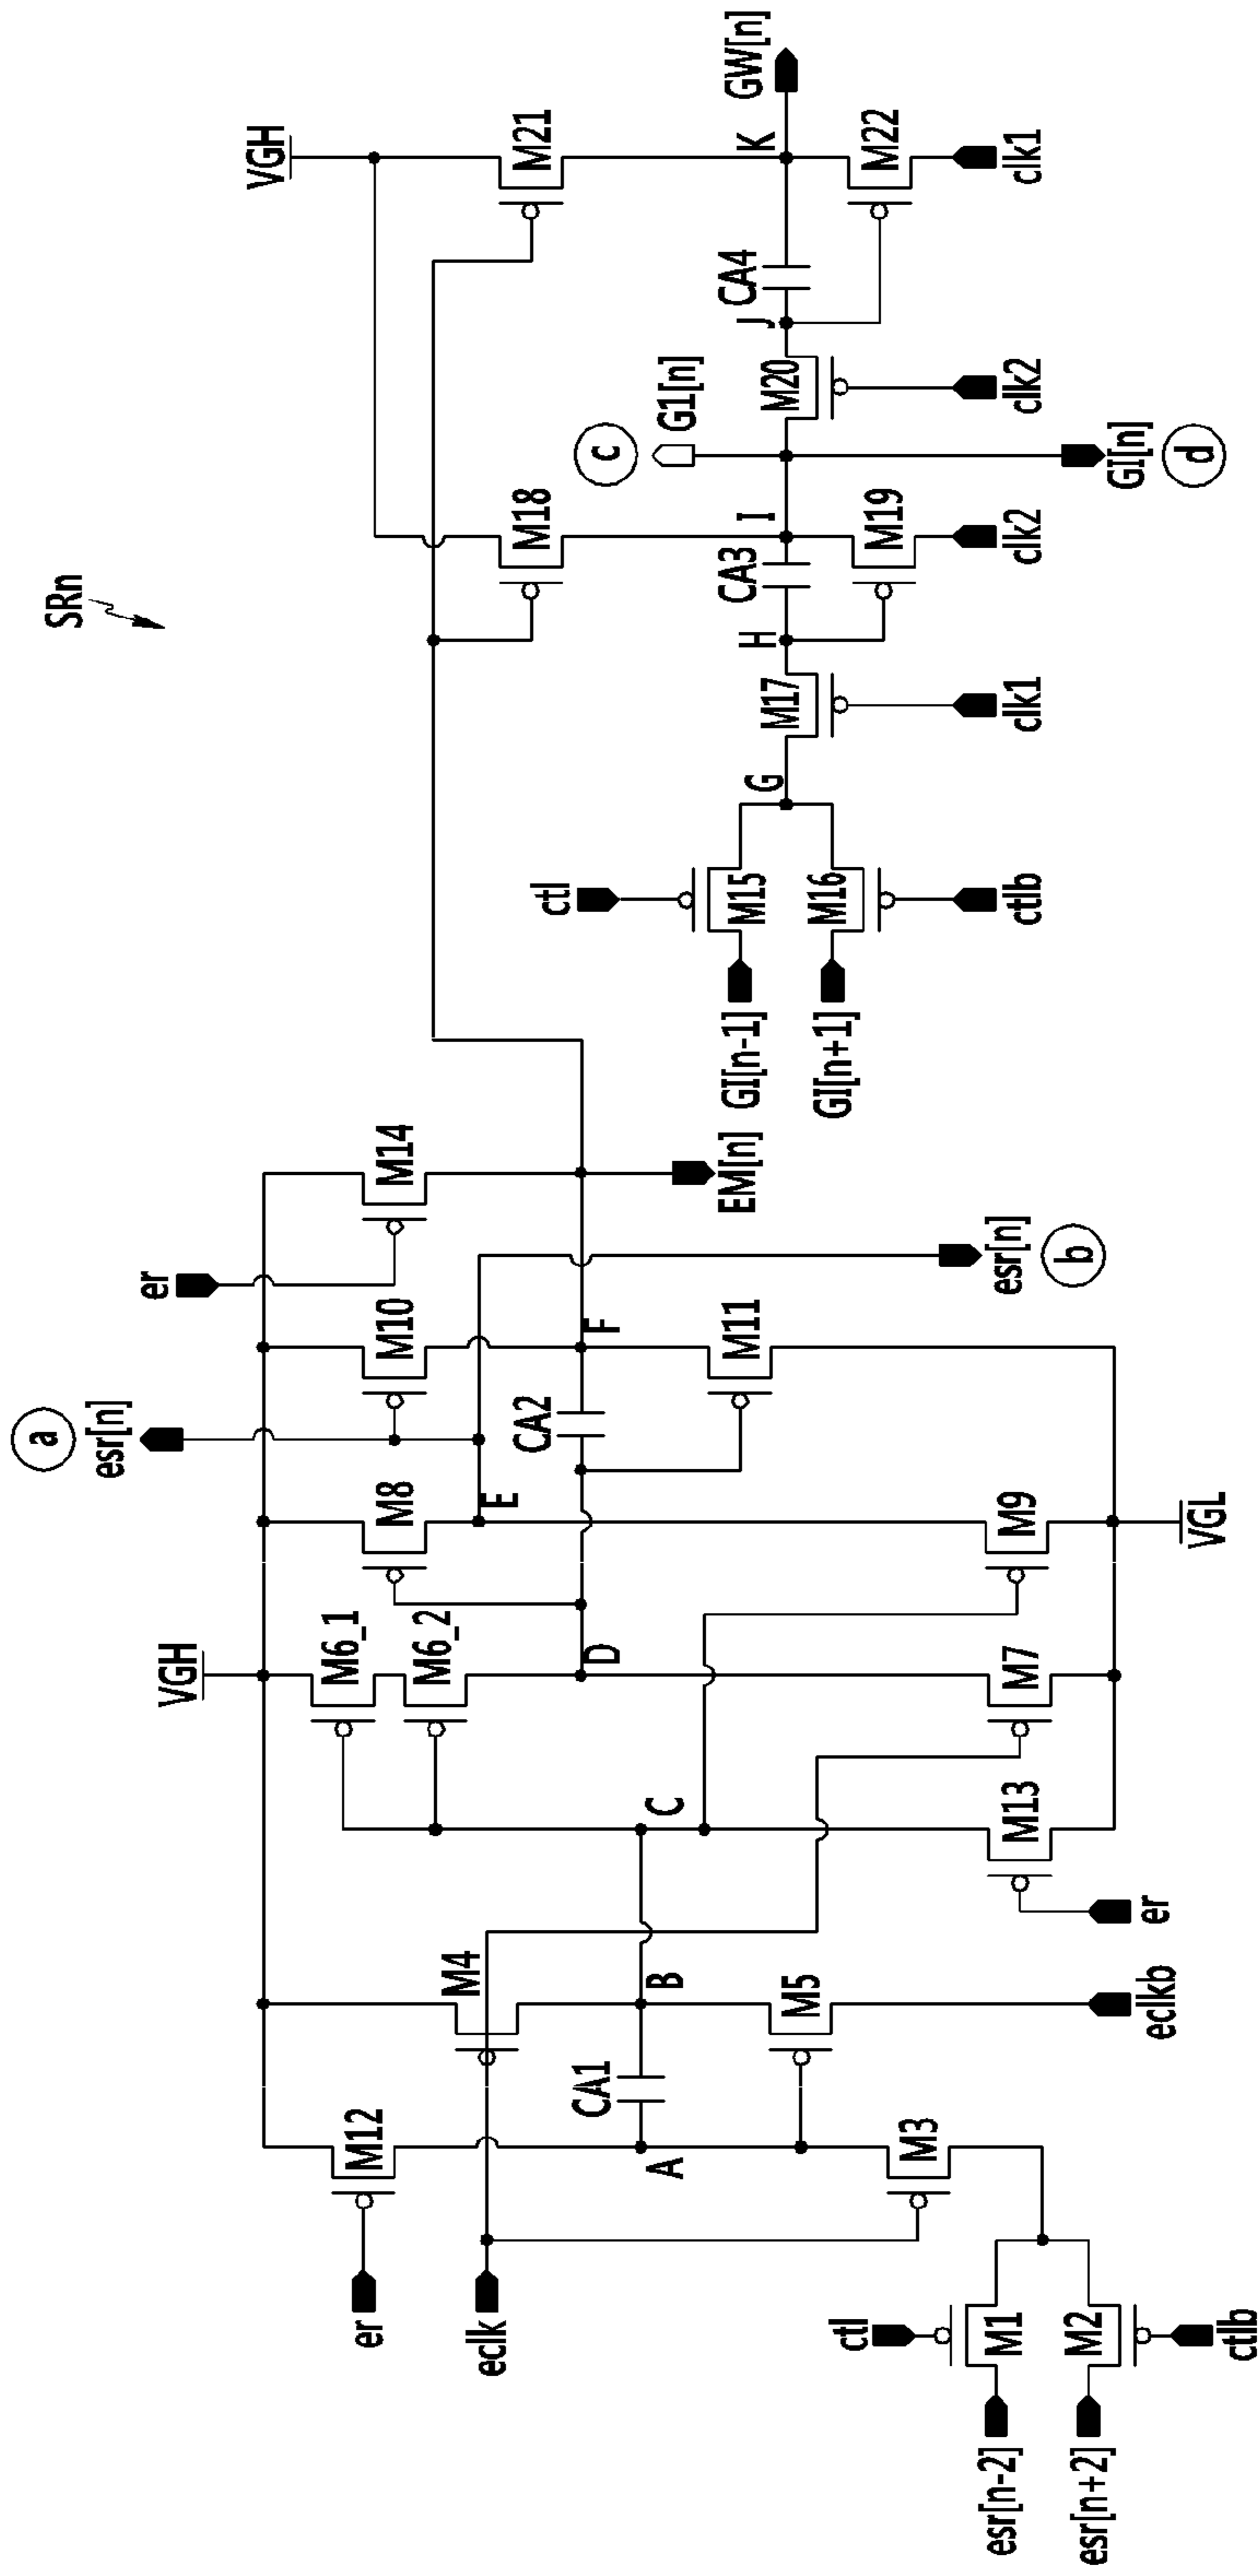 SRn
VGH
VGH
a
esr[n]
er
M12
M4
M6_1
M6_2
M8
M10
M14
er
eclk
CA1
A
B
C
D
E
CA2
F
EM[n]
M3
M5
M13
M7
M9
M11
esr[n]
b
er
eclkb
VGL
ctl
M1
M2
ctlb
esr[n-2]
esr[n+2]
M18
M21
c
G1[n]
ctl
M15
GI[n-1]
M16
GI[n+1]
ctlb
G
M17
H
CA3
I
M20
J
CA4
K
GW[n]
M19
M22
clk1
clk2
GI[n]
d
clk2
clk1